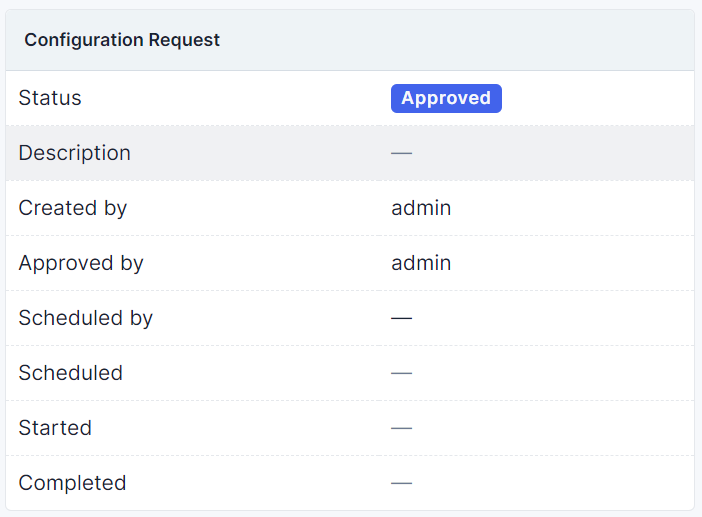 Configuration Request
Status Approved
Description —
Created by admin
Approved by admin
Scheduled by —
Scheduled —
Started —
Completed —